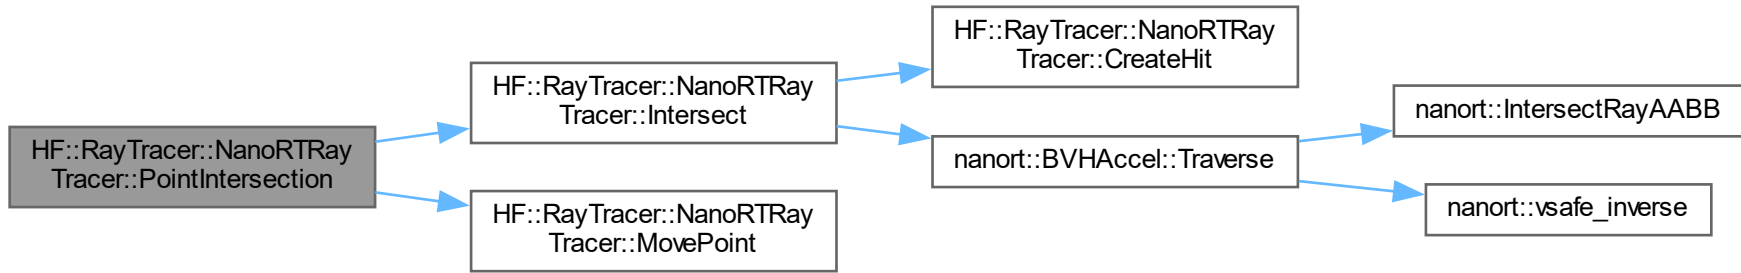 HF::RayTracer::NanoRTRay
Tracer::PointIntersection
HF::RayTracer::NanoRTRay
Tracer::Intersect
HF::RayTracer::NanoRTRay
Tracer::MovePoint
HF::RayTracer::NanoRTRay
Tracer::CreateHit
nanort::BVHAccel::Traverse
nanort::IntersectRayAABB
nanort::vsafe_inverse